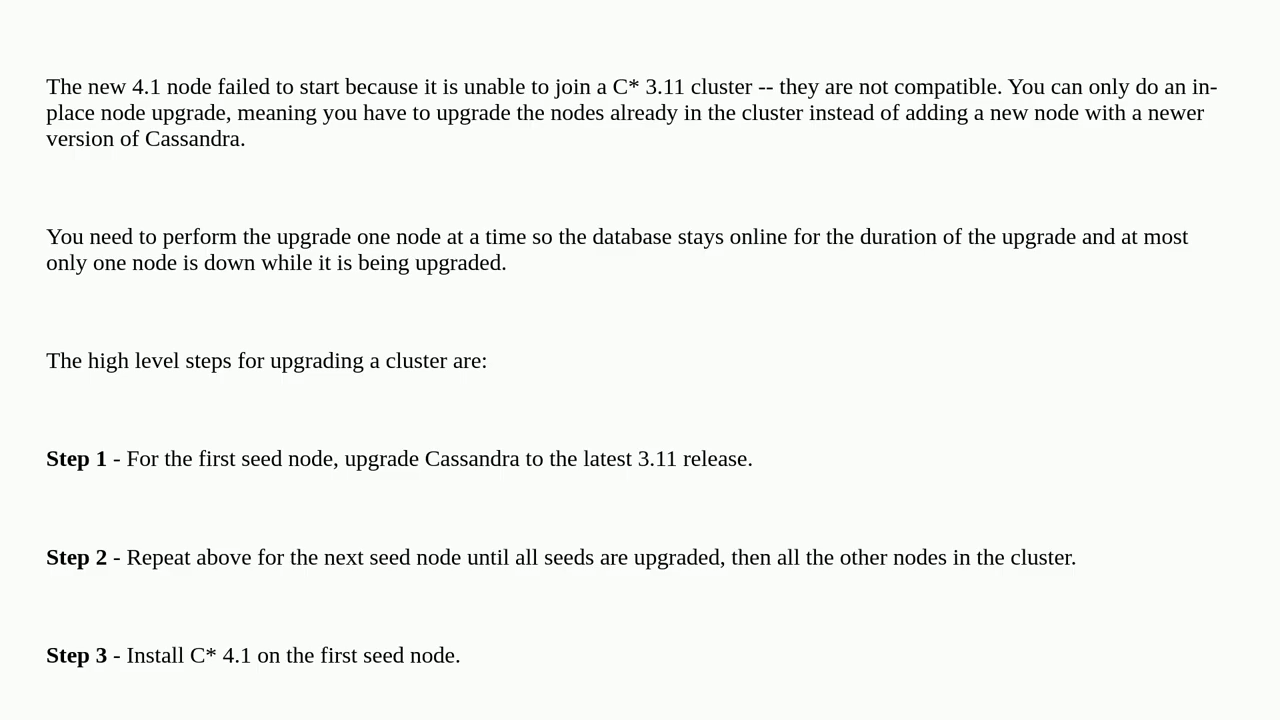 The new 4.1 node failed to start because it is unable to join a C* 3.11 cluster -- they are not compatible. You can only do an in-
place node upgrade, meaning you have to upgrade the nodes already in the cluster instead of adding a new node with a newer
version of Cassandra.
You need to perform the upgrade one node at a time so the database stays online for the duration of the upgrade and at most
only one node is down while it is being upgraded.
The high level steps for upgrading a cluster are:
Step 1 - For the first seed node, upgrade Cassandra to the latest 3.11 release.
Step 2 - Repeat above for the next seed node until all seeds are upgraded, then all the other nodes in the cluster.
Step 3 - Install C* 4.1 on the first seed node.